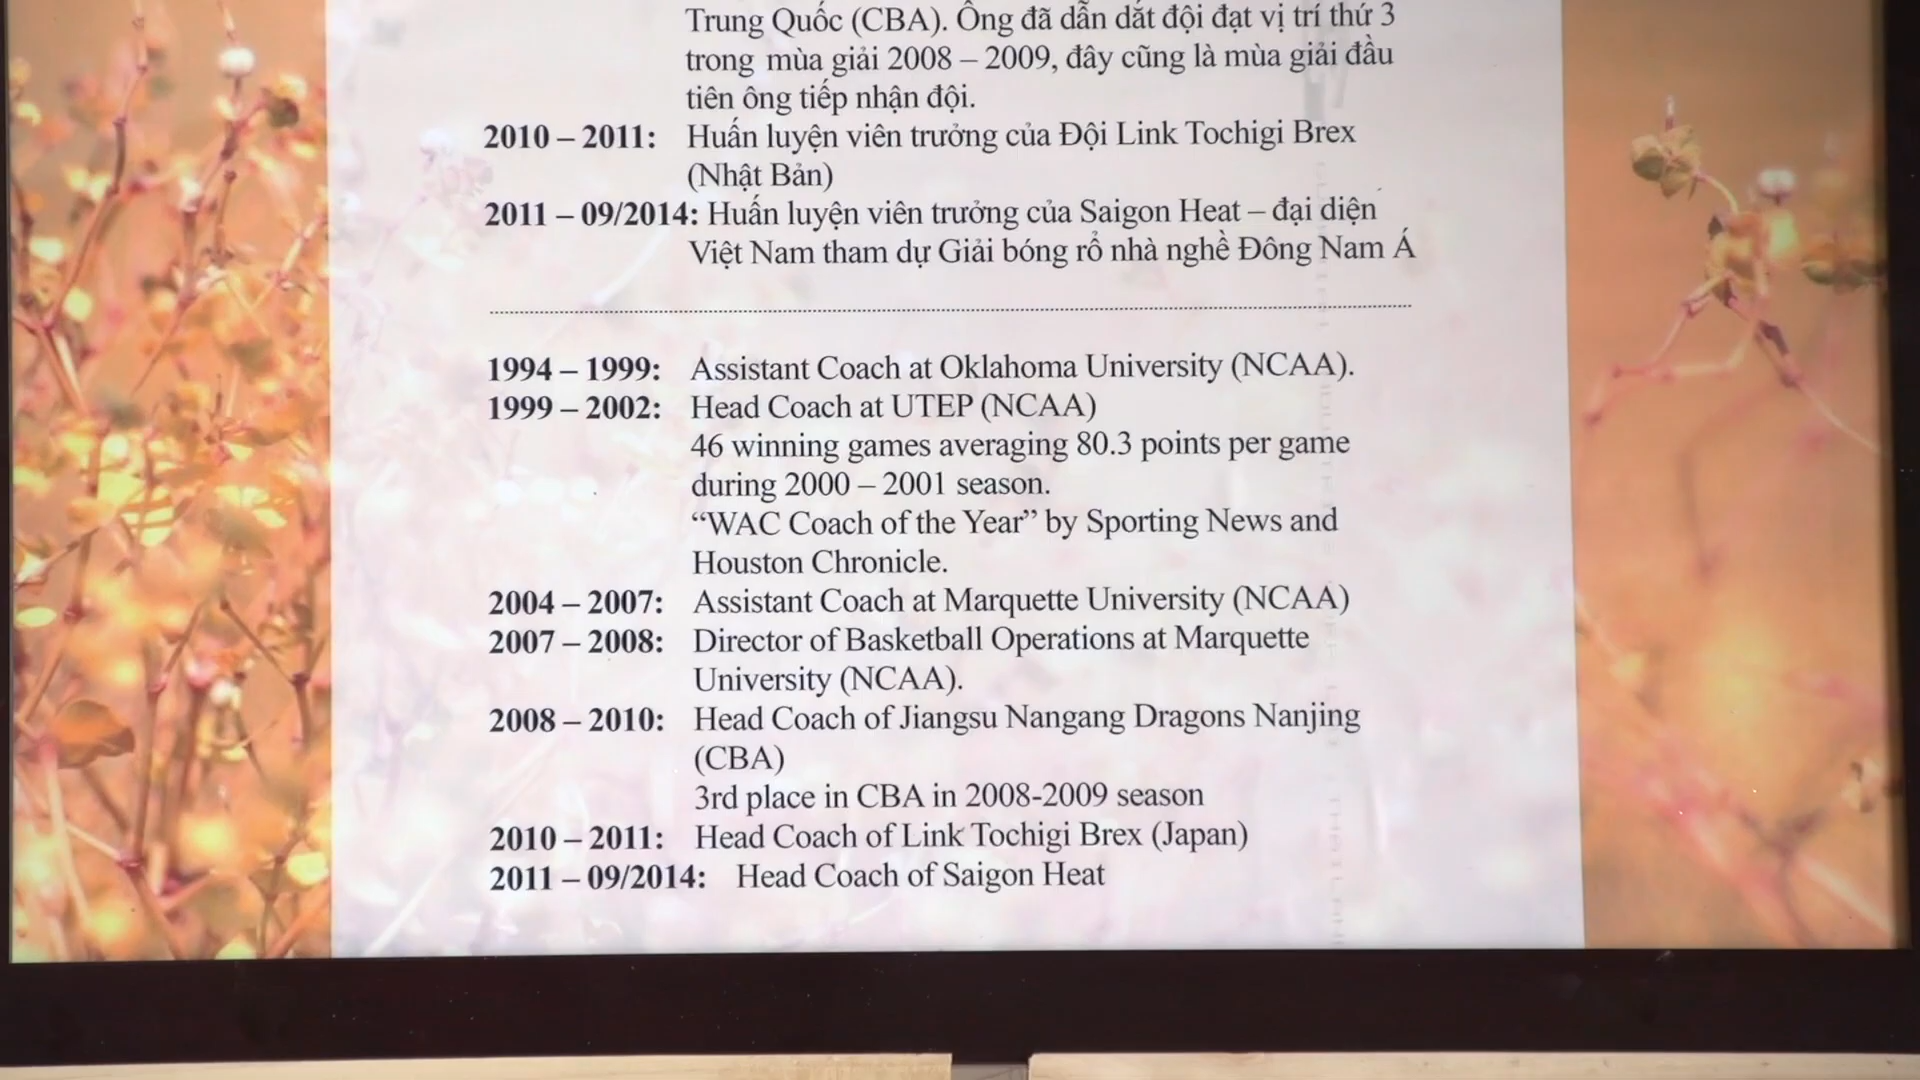 Trung Quốc (CBA). Ông đã dẫn dắt đội đạt vị trí thứ 3
trong mùa giải 2008 – 2009, đây cũng là mùa giải đầu
tiên ông tiếp nhận đội.
2010 – 2011: Huấn luyện viên trưởng của Đội Link Tochigi Brex
(Nhật Bản)
2011 – 09/2014: Huấn luyện viên trưởng của Saigon Heat – đại diện
Việt Nam tham dự Giải bóng rổ nhà nghề Đông Nam Á
1994 – 1999: Assistant Coach at Oklahoma University (NCAA).
1999 – 2002: Head Coach at UTEP (NCAA)
46 winning games averaging 80.3 points per game
during 2000 – 2001 season.
“WAC Coach of the Year” by Sporting News and
Houston Chronicle.
2004 – 2007: Assistant Coach at Marquette University (NCAA)
2007 – 2008: Director of Basketball Operations at Marquette
University (NCAA).
2008 – 2010: Head Coach of Jiangsu Nangang Dragons Nanjing
(CBA)
3rd place in CBA in 2008-2009 season
2010 – 2011: Head Coach of Link Tochigi Brex (Japan)
2011 – 09/2014: Head Coach of Saigon Heat